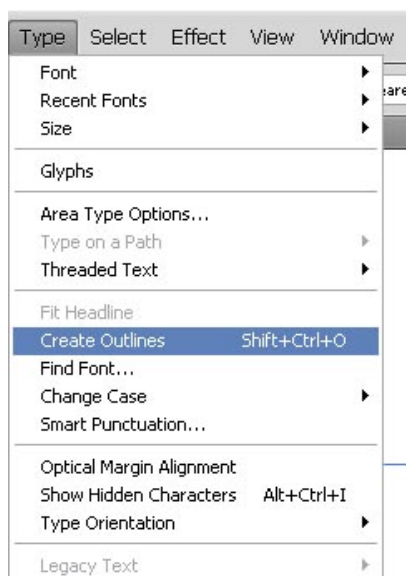 Type Select Effect View Window
Font
Recent Fonts
Size
Glyphs
Area Type Options...
Type on a Path
Threaded Text
Fit Headline
Create Outlines Shift+Ctrl+O
Find Font...
Change Case
Smart Punctuation...
Optical Margin Alignment
Show Hidden Characters Alt+Ctrl+I
Type Orientation
Legacy Text